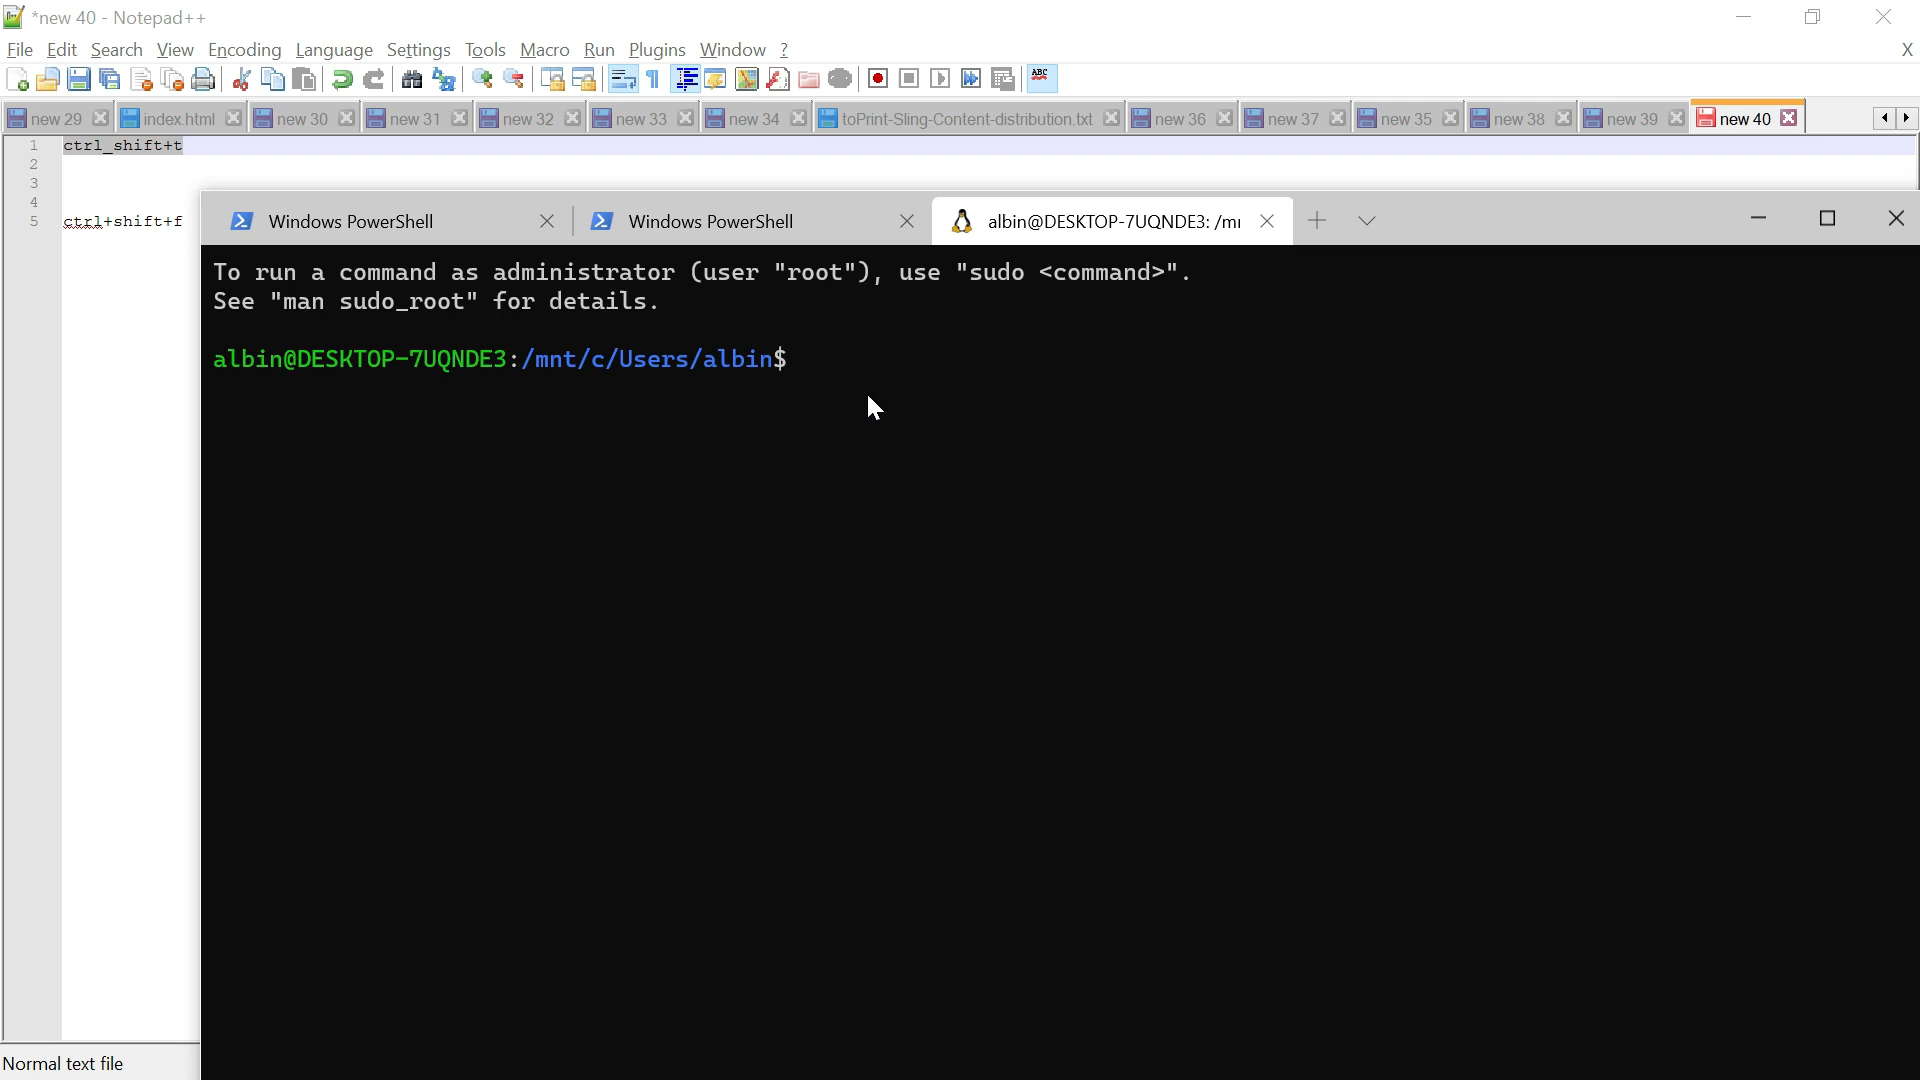 *new 40 - Notepad++
File Edit Search View Encoding Language Settings Tools Macro Run Plugins Window ? X
ABC
new 29 index.html new 30 new 31 new 32 new 33 new 34 toPrint-Sling-Content-distribution.txt new 36 new 37 new 35 new 38 new 39 new 40
1 ctrl_shift+t
2
3
4
5 ctrl+shift+f
Windows PowerShell Windows PowerShell albin@DESKTOP-7UQNDE3: /mi
To run a command as administrator (user "root"), use "sudo <command>".
See "man sudo_root" for details.
albin@DESKTOP-7UQNDE3:/mnt/c/Users/albin$
Normal text file